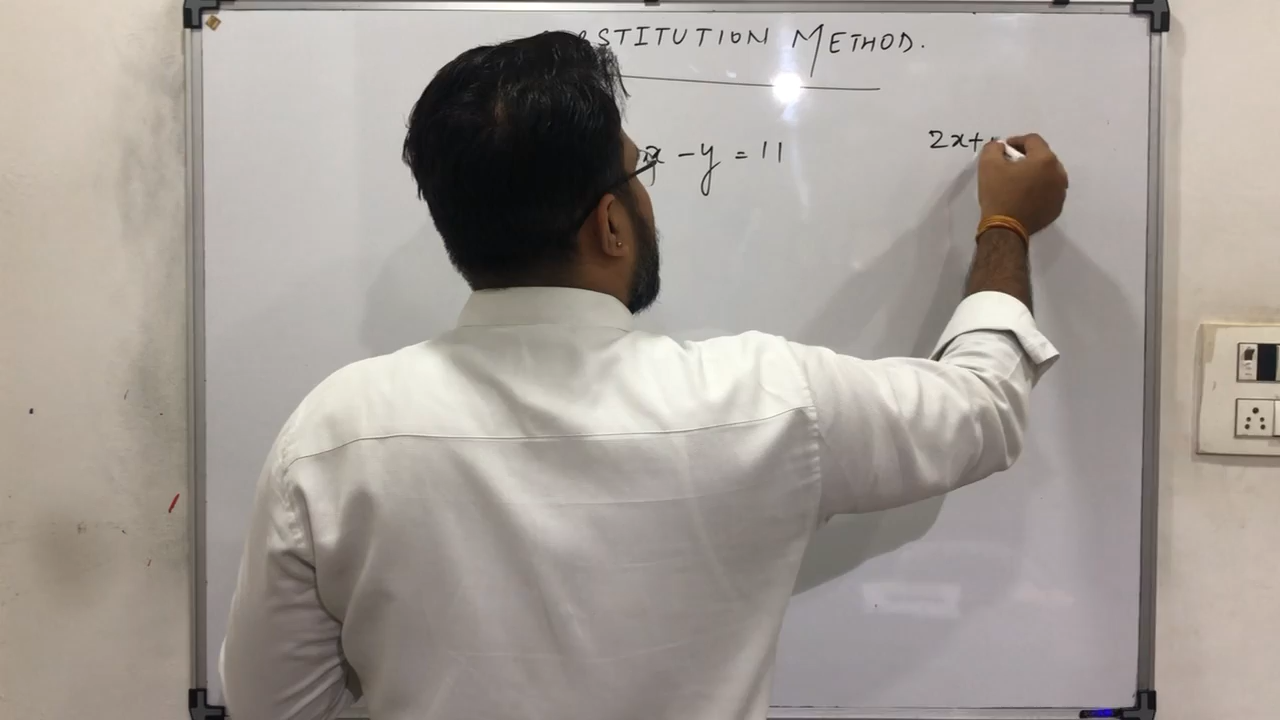 STITUTION METHOD.
x - y = 11
2x+